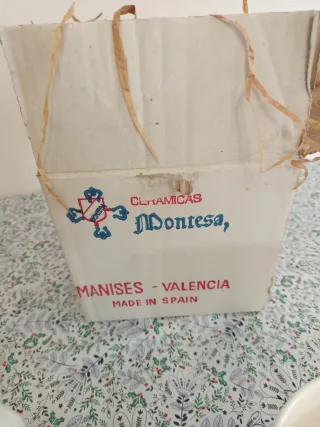 CERAMICAS
Montesa,
MANISES - VALENCIA
MADE IN SPAIN